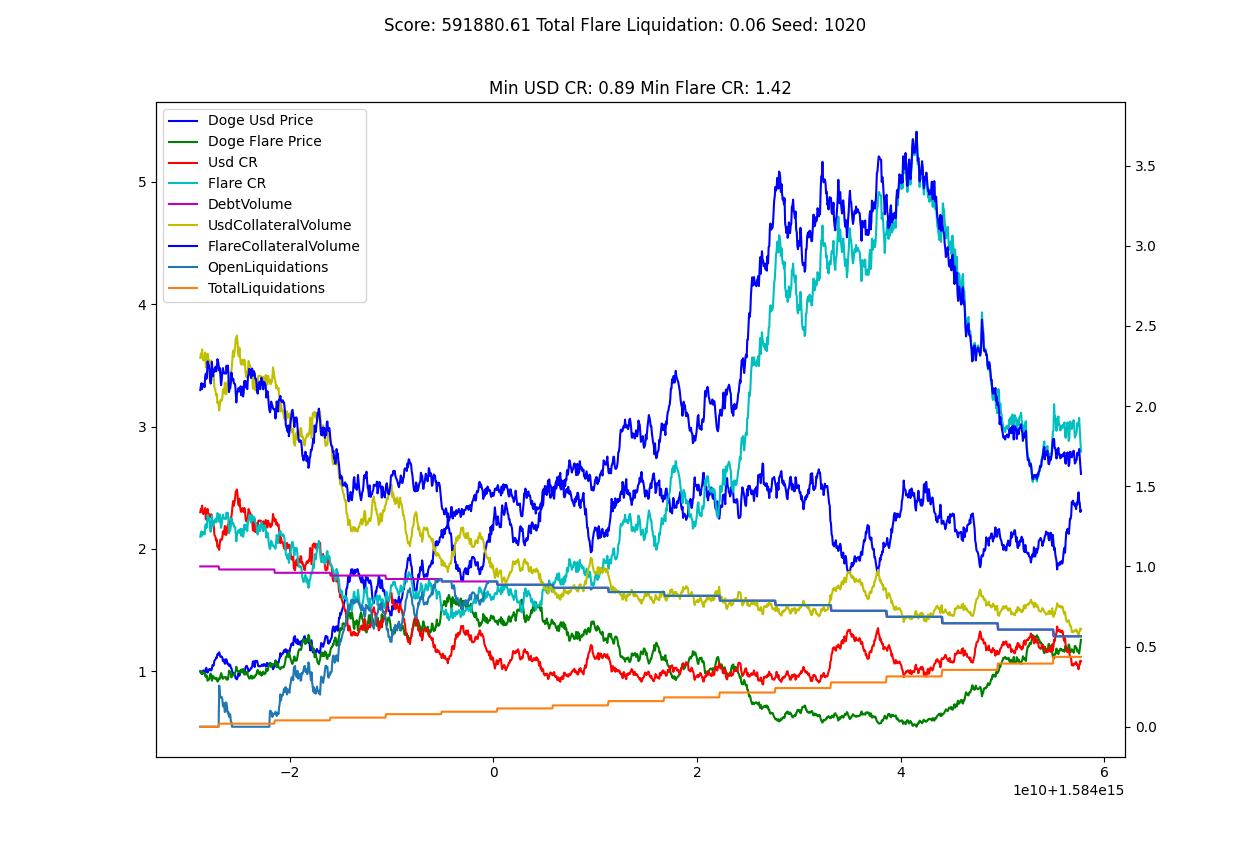 Score: 591880.61 Total Flare Liquidation: 0.06 Seed: 1020
Min USD CR: 0.89 Min Flare CR: 1.42
Doge Usd Price
Doge Flare Price
Usd CR
Flare CR
DebtVolume
UsdCollateralVolume
FlareCollateralVolume
OpenLiquidations
TotalLiquidations
5
4
3
2
1
3.5
3.0
2.5
2.0
1.5
1.0
0.5
0.0
−2
0
2
4
6
1e10+1.584e15